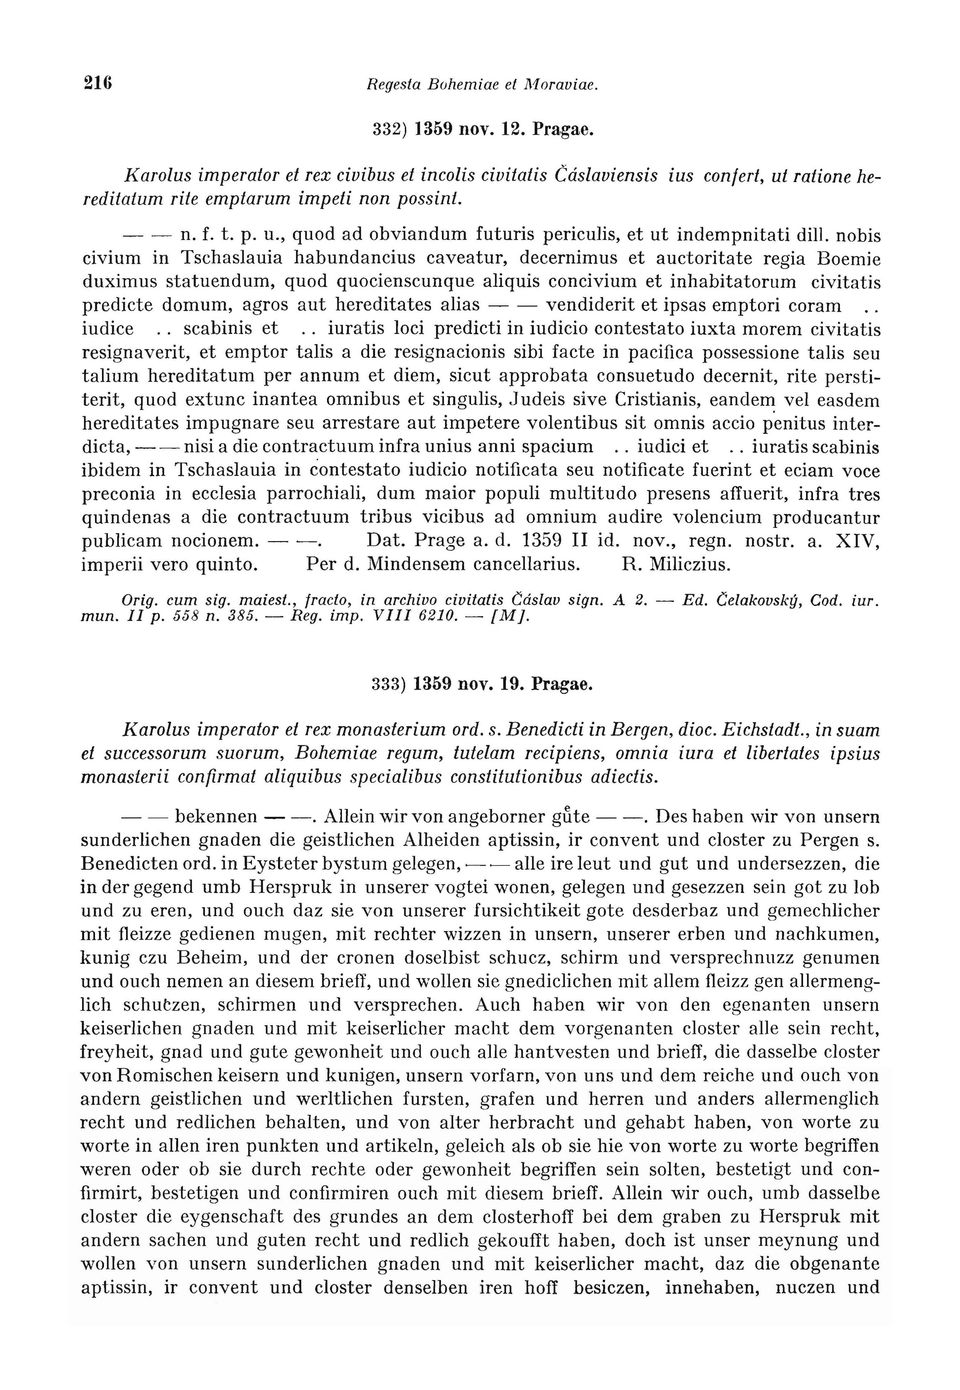 216 Regesta Bohemiae et Moraviae.
332) 1359 nov. 12. Pragae.
Karolus imperator et rex civibus et incolis civitatis Čáslaviensis ius confert, ut ratione he-
reditatum rite emptarum impeti non possint.
— — n. f. t. p. u., quod ad obviandum futuris periculis, et ut indempnitati dill. nobis
civium in Tschaslauia habundancius caveatur, decernimus et auctoritate regia Boemie
duximus statuendum, quod quocienscunque aliquis concivium et inhabitatorum civitatis
predicte domum, agros aut hereditates alias — — vendiderit et ipsas emptori coram ..
iudice .. scabinis et .. iuratis loci predicti in iudicio contestato iuxta morem civitatis
resignaverit, et emptor talis a die resignacionis sibi facte in pacifica possessione talis seu
talium hereditatum per annum et diem, sicut approbata consuetudo decernit, rite persti-
terit, quod extunc inantea omnibus et singulis, Judeis sive Cristianis, eandem vel easdem
hereditates impugnare seu arrestare aut impetere volentibus sit omnis accio penitus inter-
dicta, — — nisi a die contractuum infra unius anni spacium .. iudici et .. iuratis scabinis
ibidem in Tschaslauia in contestato iudicio notificata seu notificate fuerint et eciam voce
preconia in ecclesia parrochiali, dum maior populi multitudo presens affuerit, infra tres
quindenas a die contractuum tribus vicibus ad omnium audire volencium producantur
publicam nocionem. — —. Dat. Prage a. d. 1359 II id. nov., regn. nostr. a. XIV,
imperii vero quinto. Per d. Mindensem cancellarius. R. Miliczius.
Orig. cum sig. maiest., fracto, in archivo civitatis Čáslav sign. A 2. — Ed. Čelakovský, Cod. iur.
mun. II p. 558 n. 385. — Reg. imp. VIII 6210. — [M].
333) 1359 nov. 19. Pragae.
Karolus imperator et rex monasterium ord. s. Benedicti in Bergen, dioc. Eichstadt., in suam
et successorum suorum, Bohemiae regum, tutelam recipiens, omnia iura et libertates ipsius
monasterii confirmat aliquibus specialibus constitutionibus adiectis.
— — bekennen — —. Allein wir von angeborner gůte — —. Des haben wir von unsern
sunderlichen gnaden die geistlichen Alheiden aptissin, ir convent und closter zu Pergen s.
Benedicten ord. in Eysteter bystum gelegen, — — alle ire leut und gut und undersezzen, die
in der gegend umb Herspruk in unserer vogtei wonen, gelegen und gesezzen sein got zu lob
und zu eren, und ouch daz sie von unserer fursichtikeit gote desderbaz und gemechlicher
mit fleizze gedienen mugen, mit rechter wizzen in unsern, unserer erben und nachkumen,
kunig czu Beheim, und der cronen doselbist schucz, schirm und versprechnuzz genumen
und ouch nemen an diesem brieff, und wollen sie gnediclichen mit allem fleizz gen allermeng-
lich schutzen, schirmen und versprechen. Auch haben wir von den egenanten unsern
keiserlichen gnaden und mit keiserlicher macht dem vorgenanten closter alle sein recht,
freyheit, gnad und gute gewonheit und ouch alle hantvesten und brieff, die dasselbe closter
von Romischen keisern und kunigen, unsern vorfarn, von uns und dem reiche und ouch von
andern geistlichen und werltlichen fursten, grafen und herren und anders allermenglich
recht und redlichen behalten, und von alter herbracht und gehabt haben, von worte zu
worte in allen iren punkten und artikeln, geleich als ob sie hie von worte zu worte begriffen
weren oder ob sie durch rechte oder gewonheit begriffen sein solten, bestetigt und con-
firmirt, bestetigen und confirmiren ouch mit diesem brieff. Allein wir ouch, umb dasselbe
closter die eygenschaft des grundes an dem closterhoff bei dem graben zu Herspruk mit
andern sachen und guten recht und redlich gekoufft haben, doch ist unser meynung und
wollen von unsern sunderlichen gnaden und mit keiserlicher macht, daz die obgenante
aptissin, ir convent und closter denselben iren hoff besiczen, innehaben, nuczen und